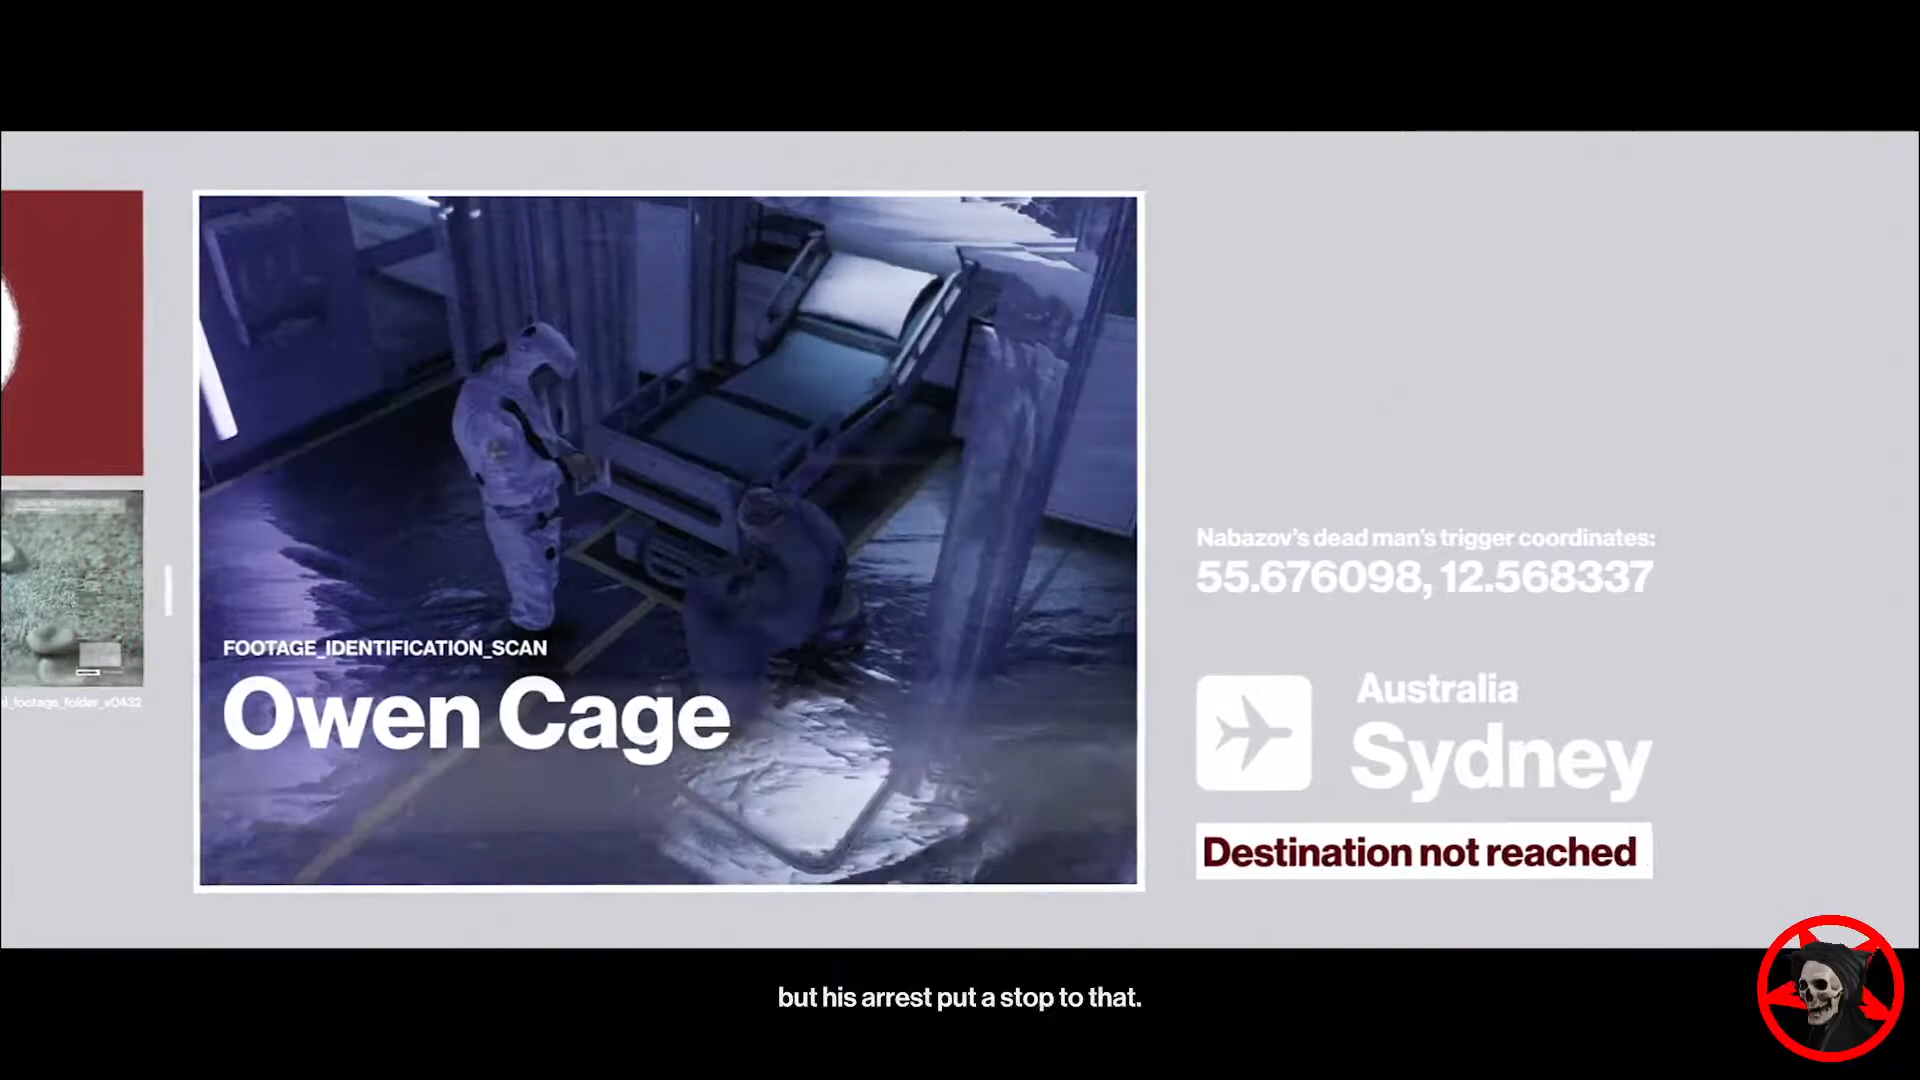 FOOTAGE_IDENTIFICATION_SCAN
Owen Cage
l_footage_folder_v0432
Nabazov's dead man's trigger coordinates:
55.676098, 12.568337
Australia
Sydney
Destination not reached
but his arrest put a stop to that.